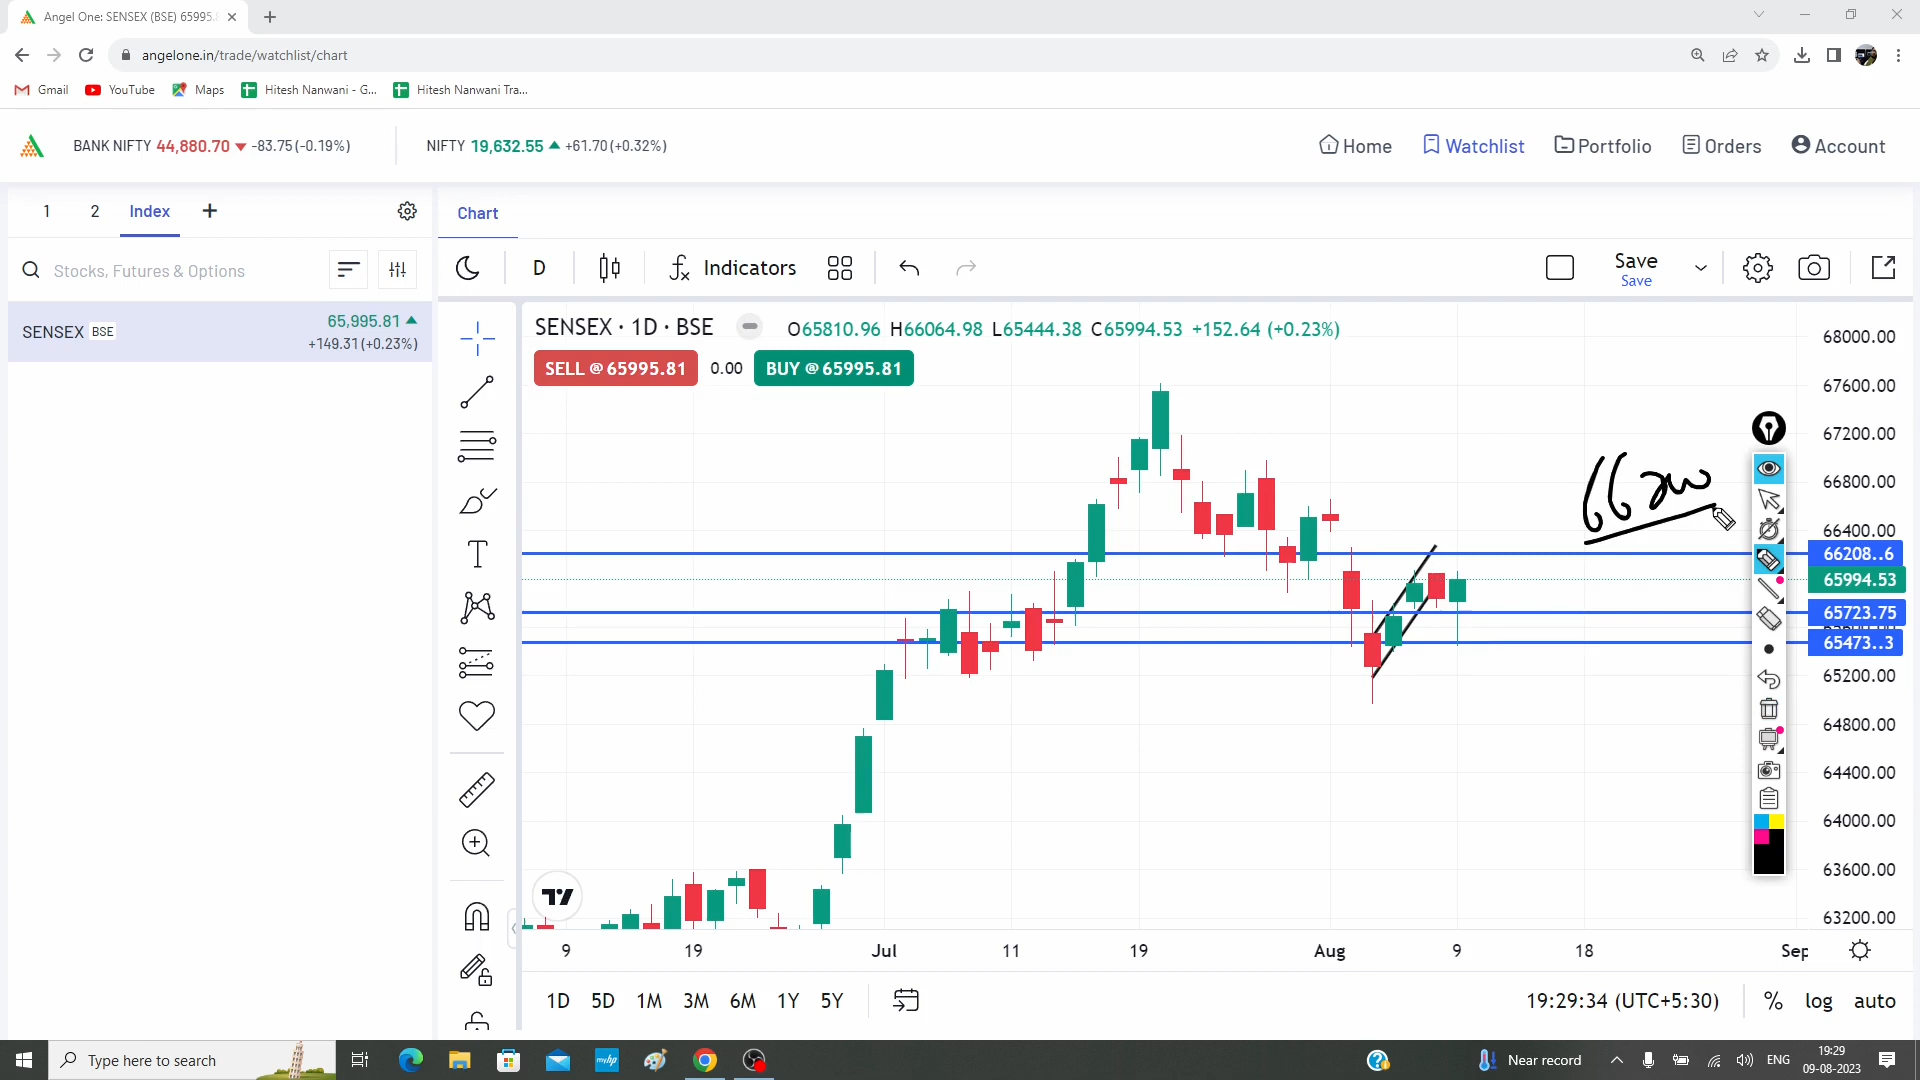 Angel One: SENSEX (BSE) 65995.8
angelone.in/trade/watchlist/chart
Gmail YouTube Maps Hitesh Nanwani - G... Hitesh Nanwani Tra...
BANK NIFTY 44,880.70 -83.75 (-0.19%) NIFTY 19,632.55 +61.70 (+0.32%) Home Watchlist Portfolio Orders Account
1 2 Index + Chart
Stocks, Futures & Options D Indicators Save
Save
SENSEX BSE 65,995.81
+149.31 (+0.23%)
SENSEX · 1D · BSE O65810.96 H66064.98 L65444.38 C65994.53 +152.64 (+0.23%)
SELL @ 65995.81 0.00 BUY @ 65995.81
68000.00
67600.00
67200.00
66800.00
66200
66400.00
66208..6
65994.53
65723.75
65473..3
65200.00
64800.00
64400.00
64000.00
63600.00
63200.00
9 19 Jul 11 19 Aug 9 18 Sep
1D 5D 1M 3M 6M 1Y 5Y 19:29:34 (UTC+5:30) % log auto
Type here to search myhp Near record ENG 19:29
09-08-2023